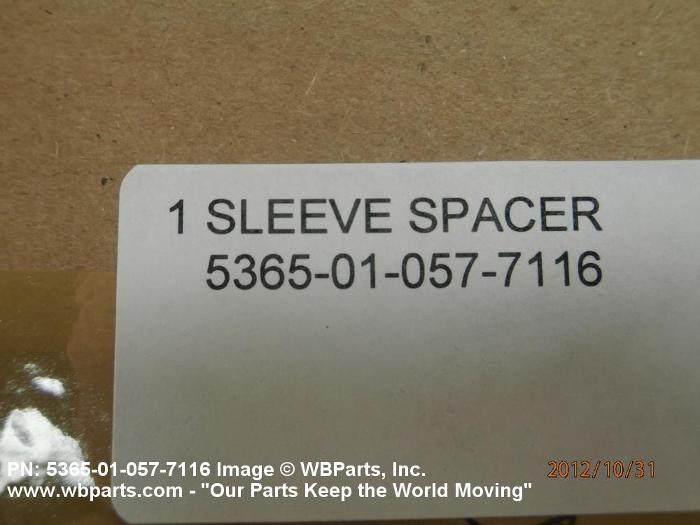 1 SLEEVE SPACER
5365-01-057-7116
PN: 5365-01-057-7116 Image © WBParts, Inc.
2012/10/31
www.wbparts.com - "Our Parts Keep the World Moving"